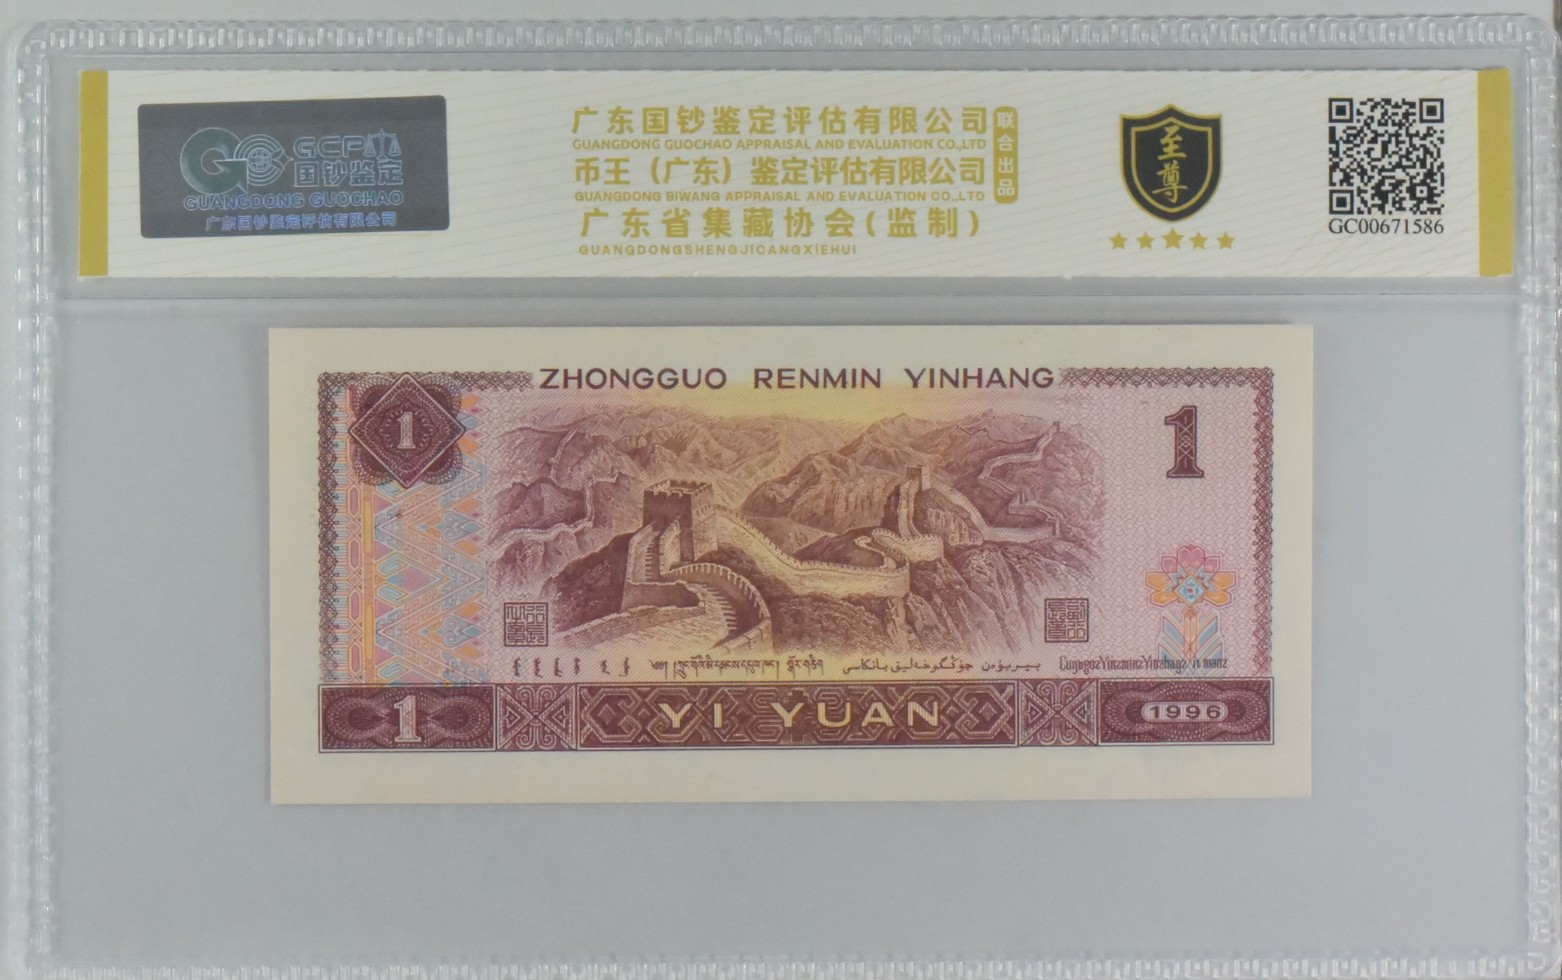 GCP
国钞鉴定
GUANGDONG GUOCHAO
广东国钞鉴定评估有限公司
广东国钞鉴定评估有限公司
GUANGDONG GUOCHAO APPRAISAL AND EVALUATION CO.,LTD
币王（广东）鉴定评估有限公司
GUANGDONG BIWANG APPRAISAL AND EVALUATION CO.,LTD
广东省集藏协会(监制)
GUANGDONGSHENGJICANGXIEHUI
联合出品
至尊
GC00671586
ZHONGGUO RENMIN YINHANG
1
1
1
YI YUAN
1996